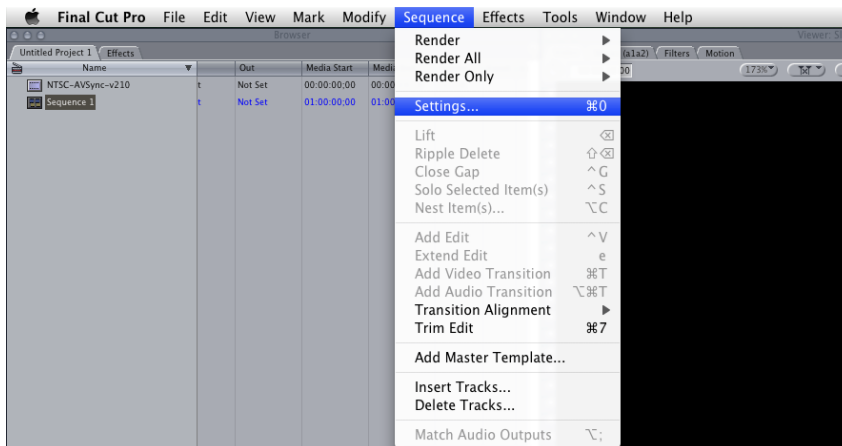 Final Cut Pro File Edit View Mark Modify Sequence Effects Tools Window Help
Browser
Untitled Project 1 Effects
Name Out Media Start
NTSC-AVSync-v210 t Not Set 00:00:00;00 00:00
Sequence 1 t Not Set 01:00:00;00 01:00
Render
Render All
Render Only
Settings... ⌘0
Lift ⌫
Ripple Delete ⇧⌫
Close Gap ^G
Solo Selected Item(s) ^S
Nest Item(s)... ⌥C
Add Edit ^V
Extend Edit e
Add Video Transition ⌘T
Add Audio Transition ⌥⌘T
Transition Alignment
Trim Edit ⌘7
Add Master Template...
Insert Tracks...
Delete Tracks...
Match Audio Outputs ⌥;
Viewer:
(a1a2) Filters Motion
00 173%